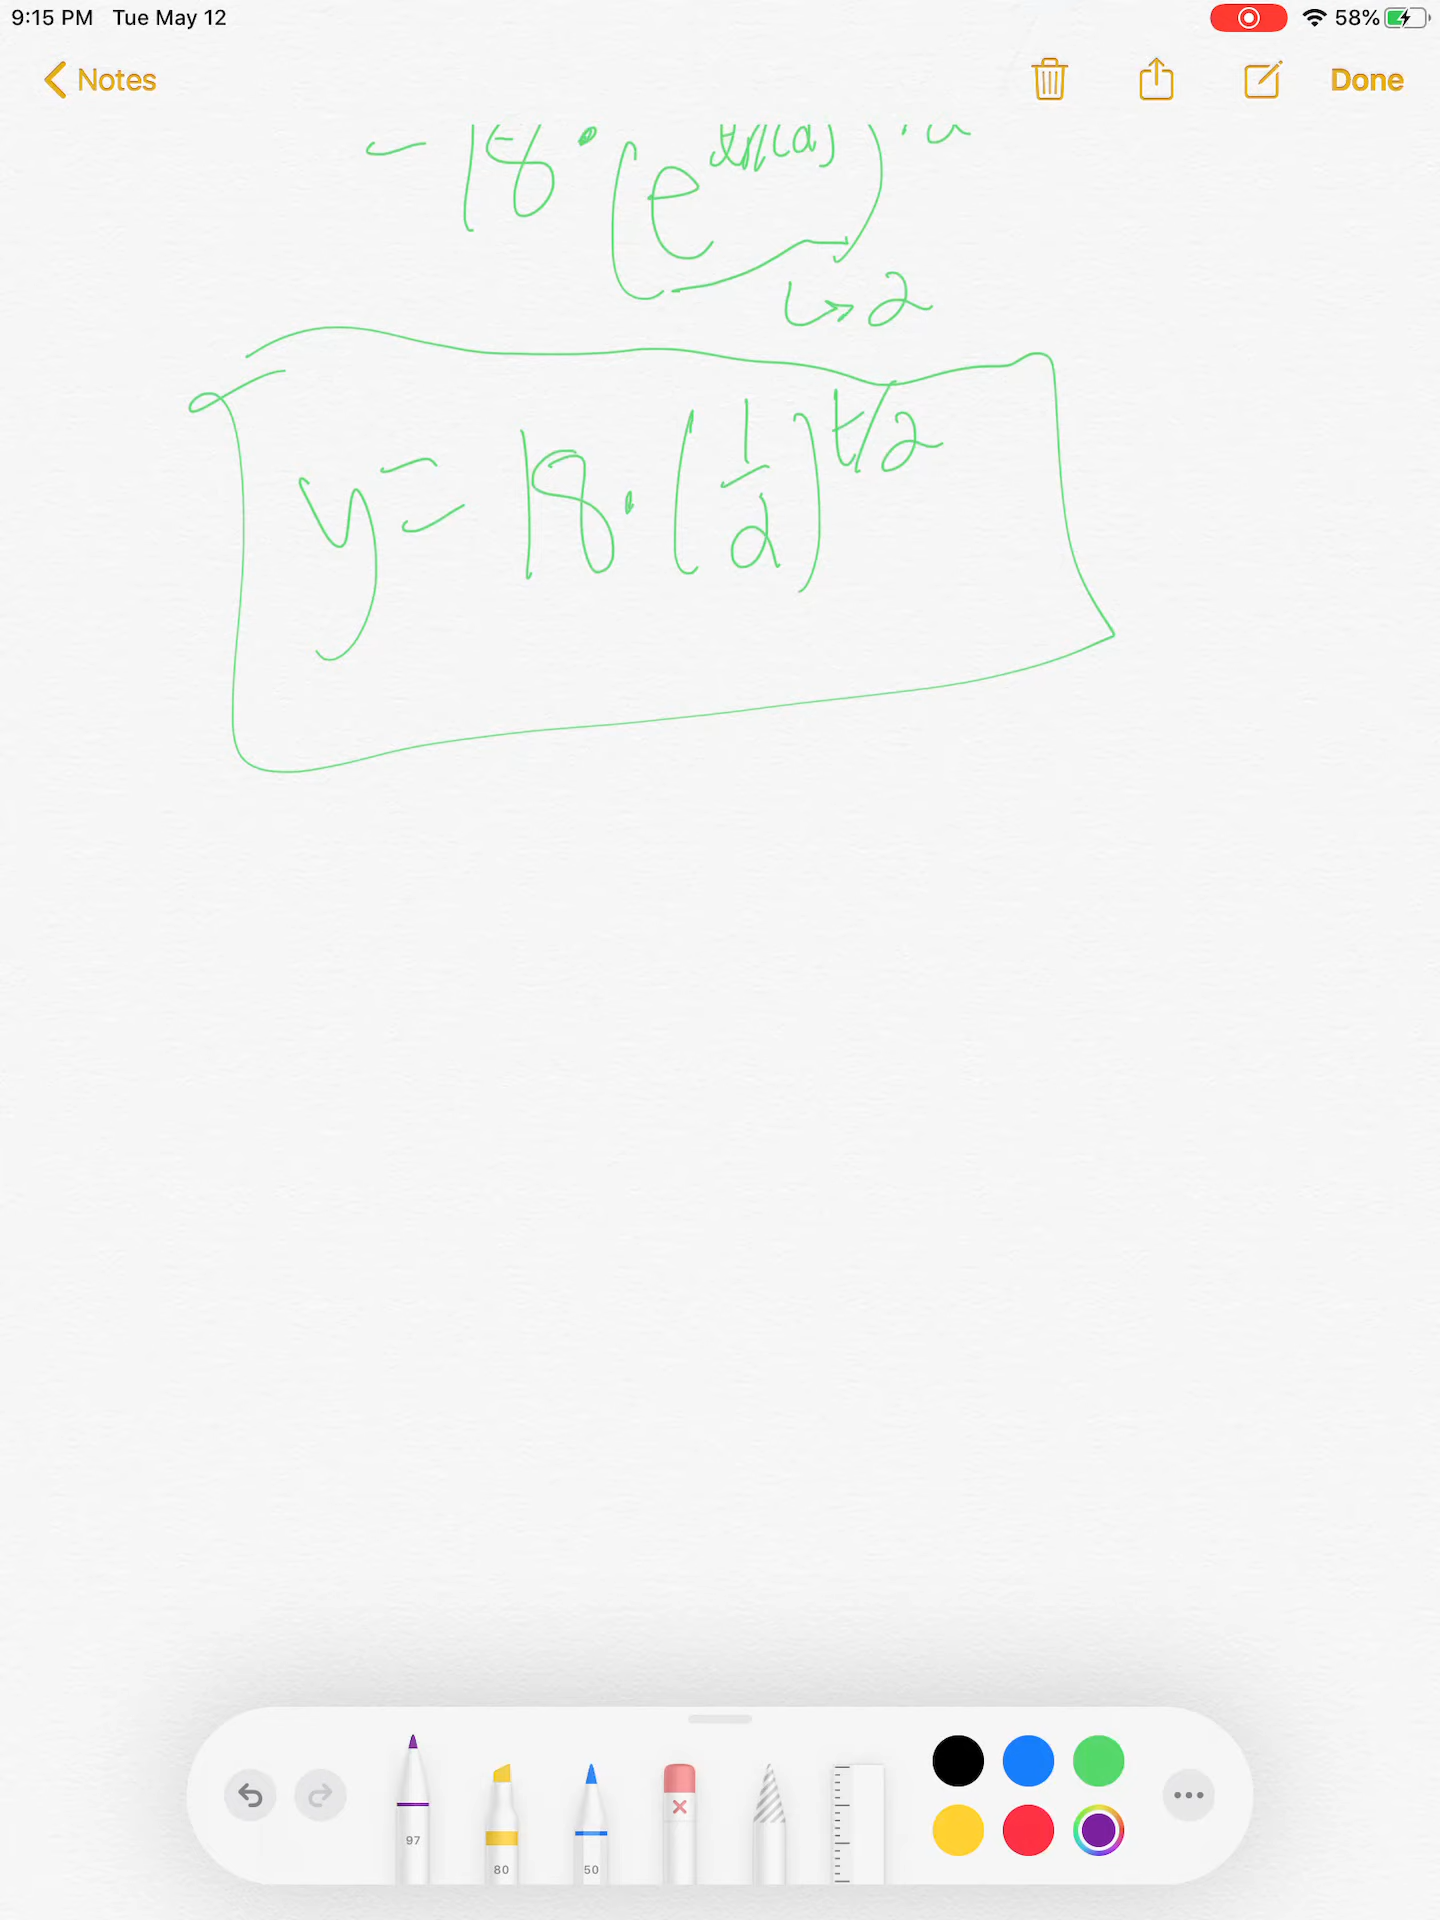 9:15 PM Tue May 12 58%
Notes Done
= 18 · (e
↳ 2
y = 18 · (1/2)^t/2
97 80 50